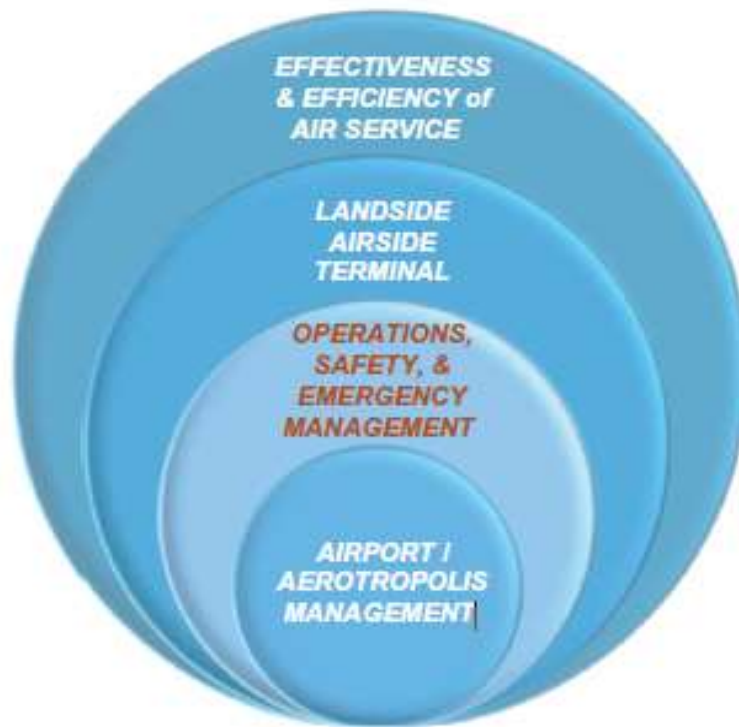 EFFECTIVENESS
& EFFICIENCY of
AIR SERVICE
LANDSIDE
AIRSIDE
TERMINAL
OPERATIONS,
SAFETY, &
EMERGENCY
MANAGEMENT
AIRPORT /
AEROTROPOLIS
MANAGEMENT